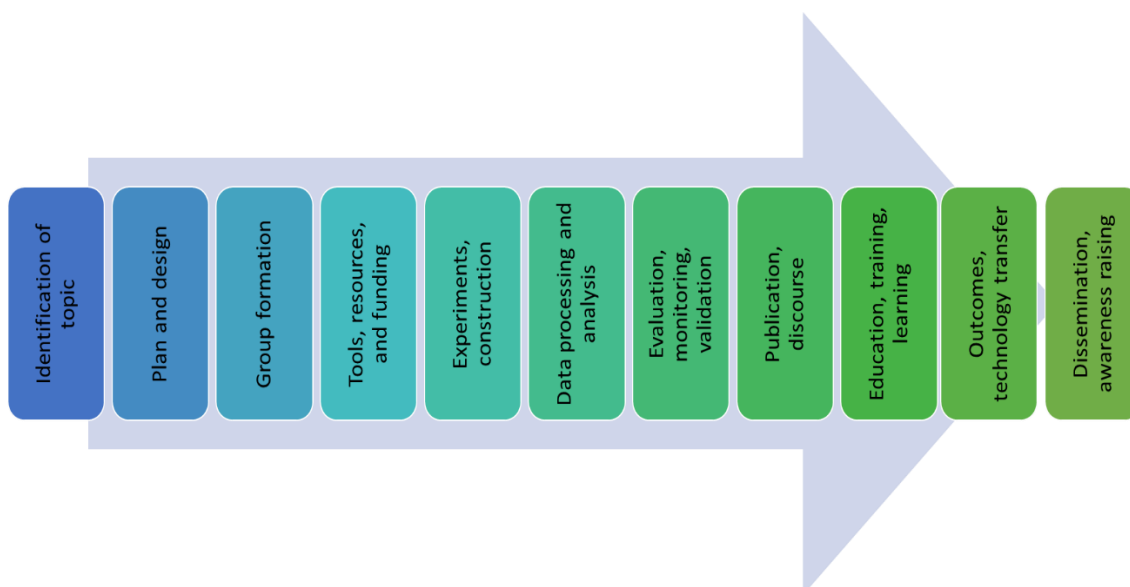 Identification of
topic
Plan and design
Group formation
Tools, resources,
and funding
Experiments,
construction
Data processing and
analysis
Evaluation,
monitoring,
validation
Publication,
discourse
Education, training,
learning
Outcomes,
technology transfer
Dissemination,
awareness raising